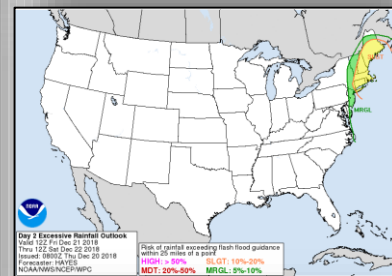 SLGT
MRGL
NOAA
Day 2 Excessive Rainfall Outlook
Valid 12Z Fri Dec 21 2018
Thru 12Z Sat Dec 22 2018
Issued: 0800Z Thu Dec 20 2018
Forecaster: HAYES
NOAA/NWS/NCEP/WPC
Risk of rainfall exceeding flash flood guidance
within 25 miles of a point
HIGH: > 50% SLGT: 10%-20%
MDT: 20%-50% MRGL: 5%-10%